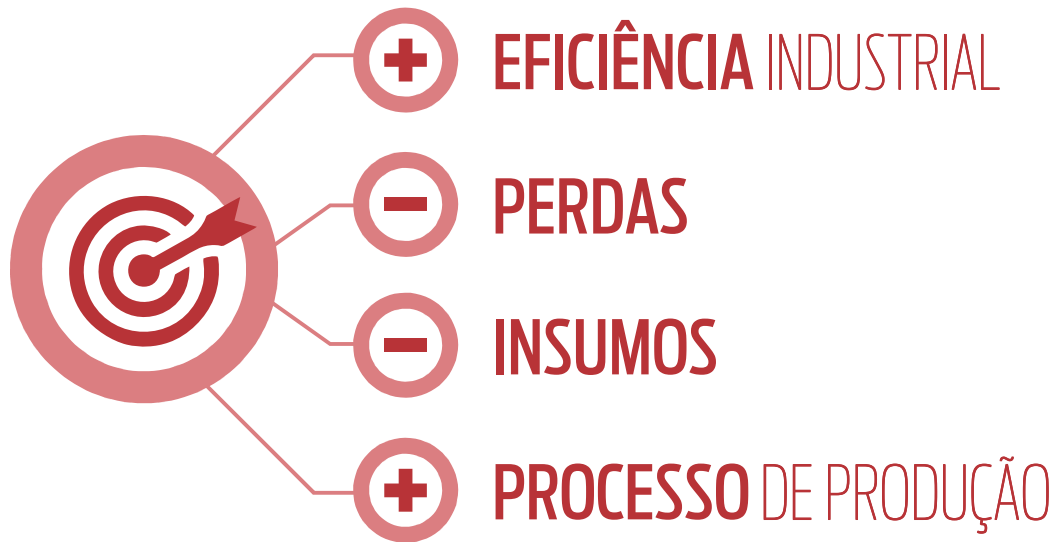 EFICIÊNCIA INDUSTRIAL
PERDAS
INSUMOS
PROCESSO DE PRODUÇÃO